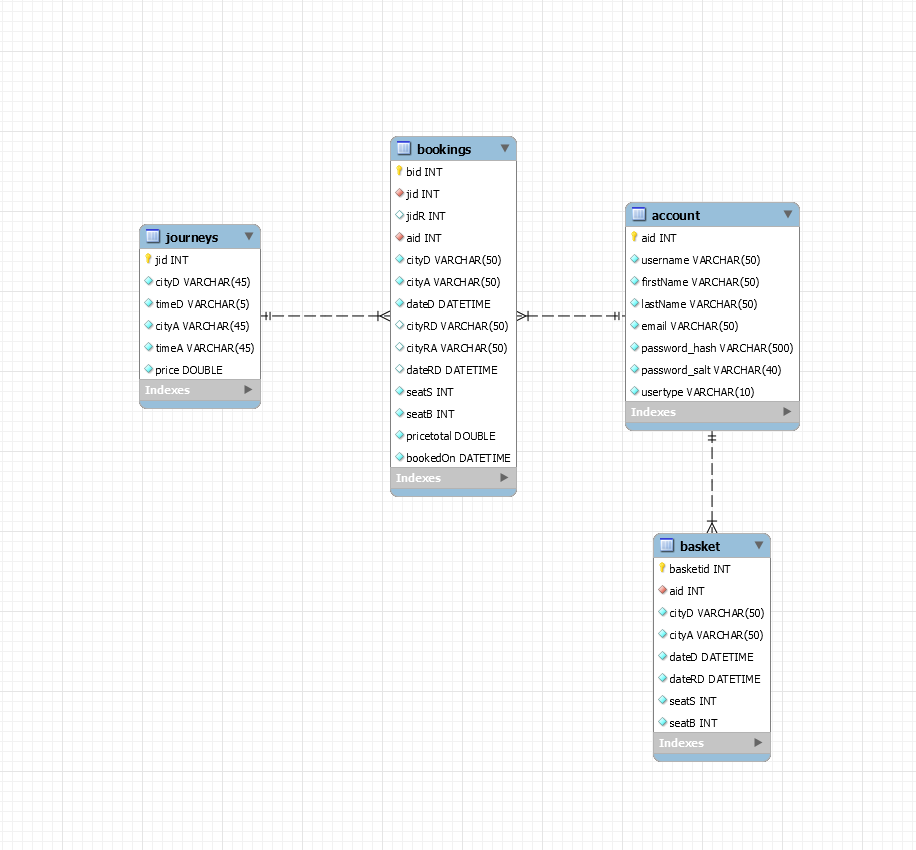 journeys
jid INT
cityD VARCHAR(45)
timeD VARCHAR(5)
cityA VARCHAR(45)
timeA VARCHAR(45)
price DOUBLE
Indexes
bookings
bid INT
jid INT
jidR INT
aid INT
cityD VARCHAR(50)
cityA VARCHAR(50)
dateD DATETIME
cityRD VARCHAR(50)
cityRA VARCHAR(50)
dateRD DATETIME
seatS INT
seatB INT
pricetotal DOUBLE
bookedOn DATETIME
Indexes
account
aid INT
username VARCHAR(50)
firstName VARCHAR(50)
lastName VARCHAR(50)
email VARCHAR(50)
password_hash VARCHAR(500)
password_salt VARCHAR(40)
usertype VARCHAR(10)
Indexes
basket
basketid INT
aid INT
cityD VARCHAR(50)
cityA VARCHAR(50)
dateD DATETIME
dateRD DATETIME
seatS INT
seatB INT
Indexes